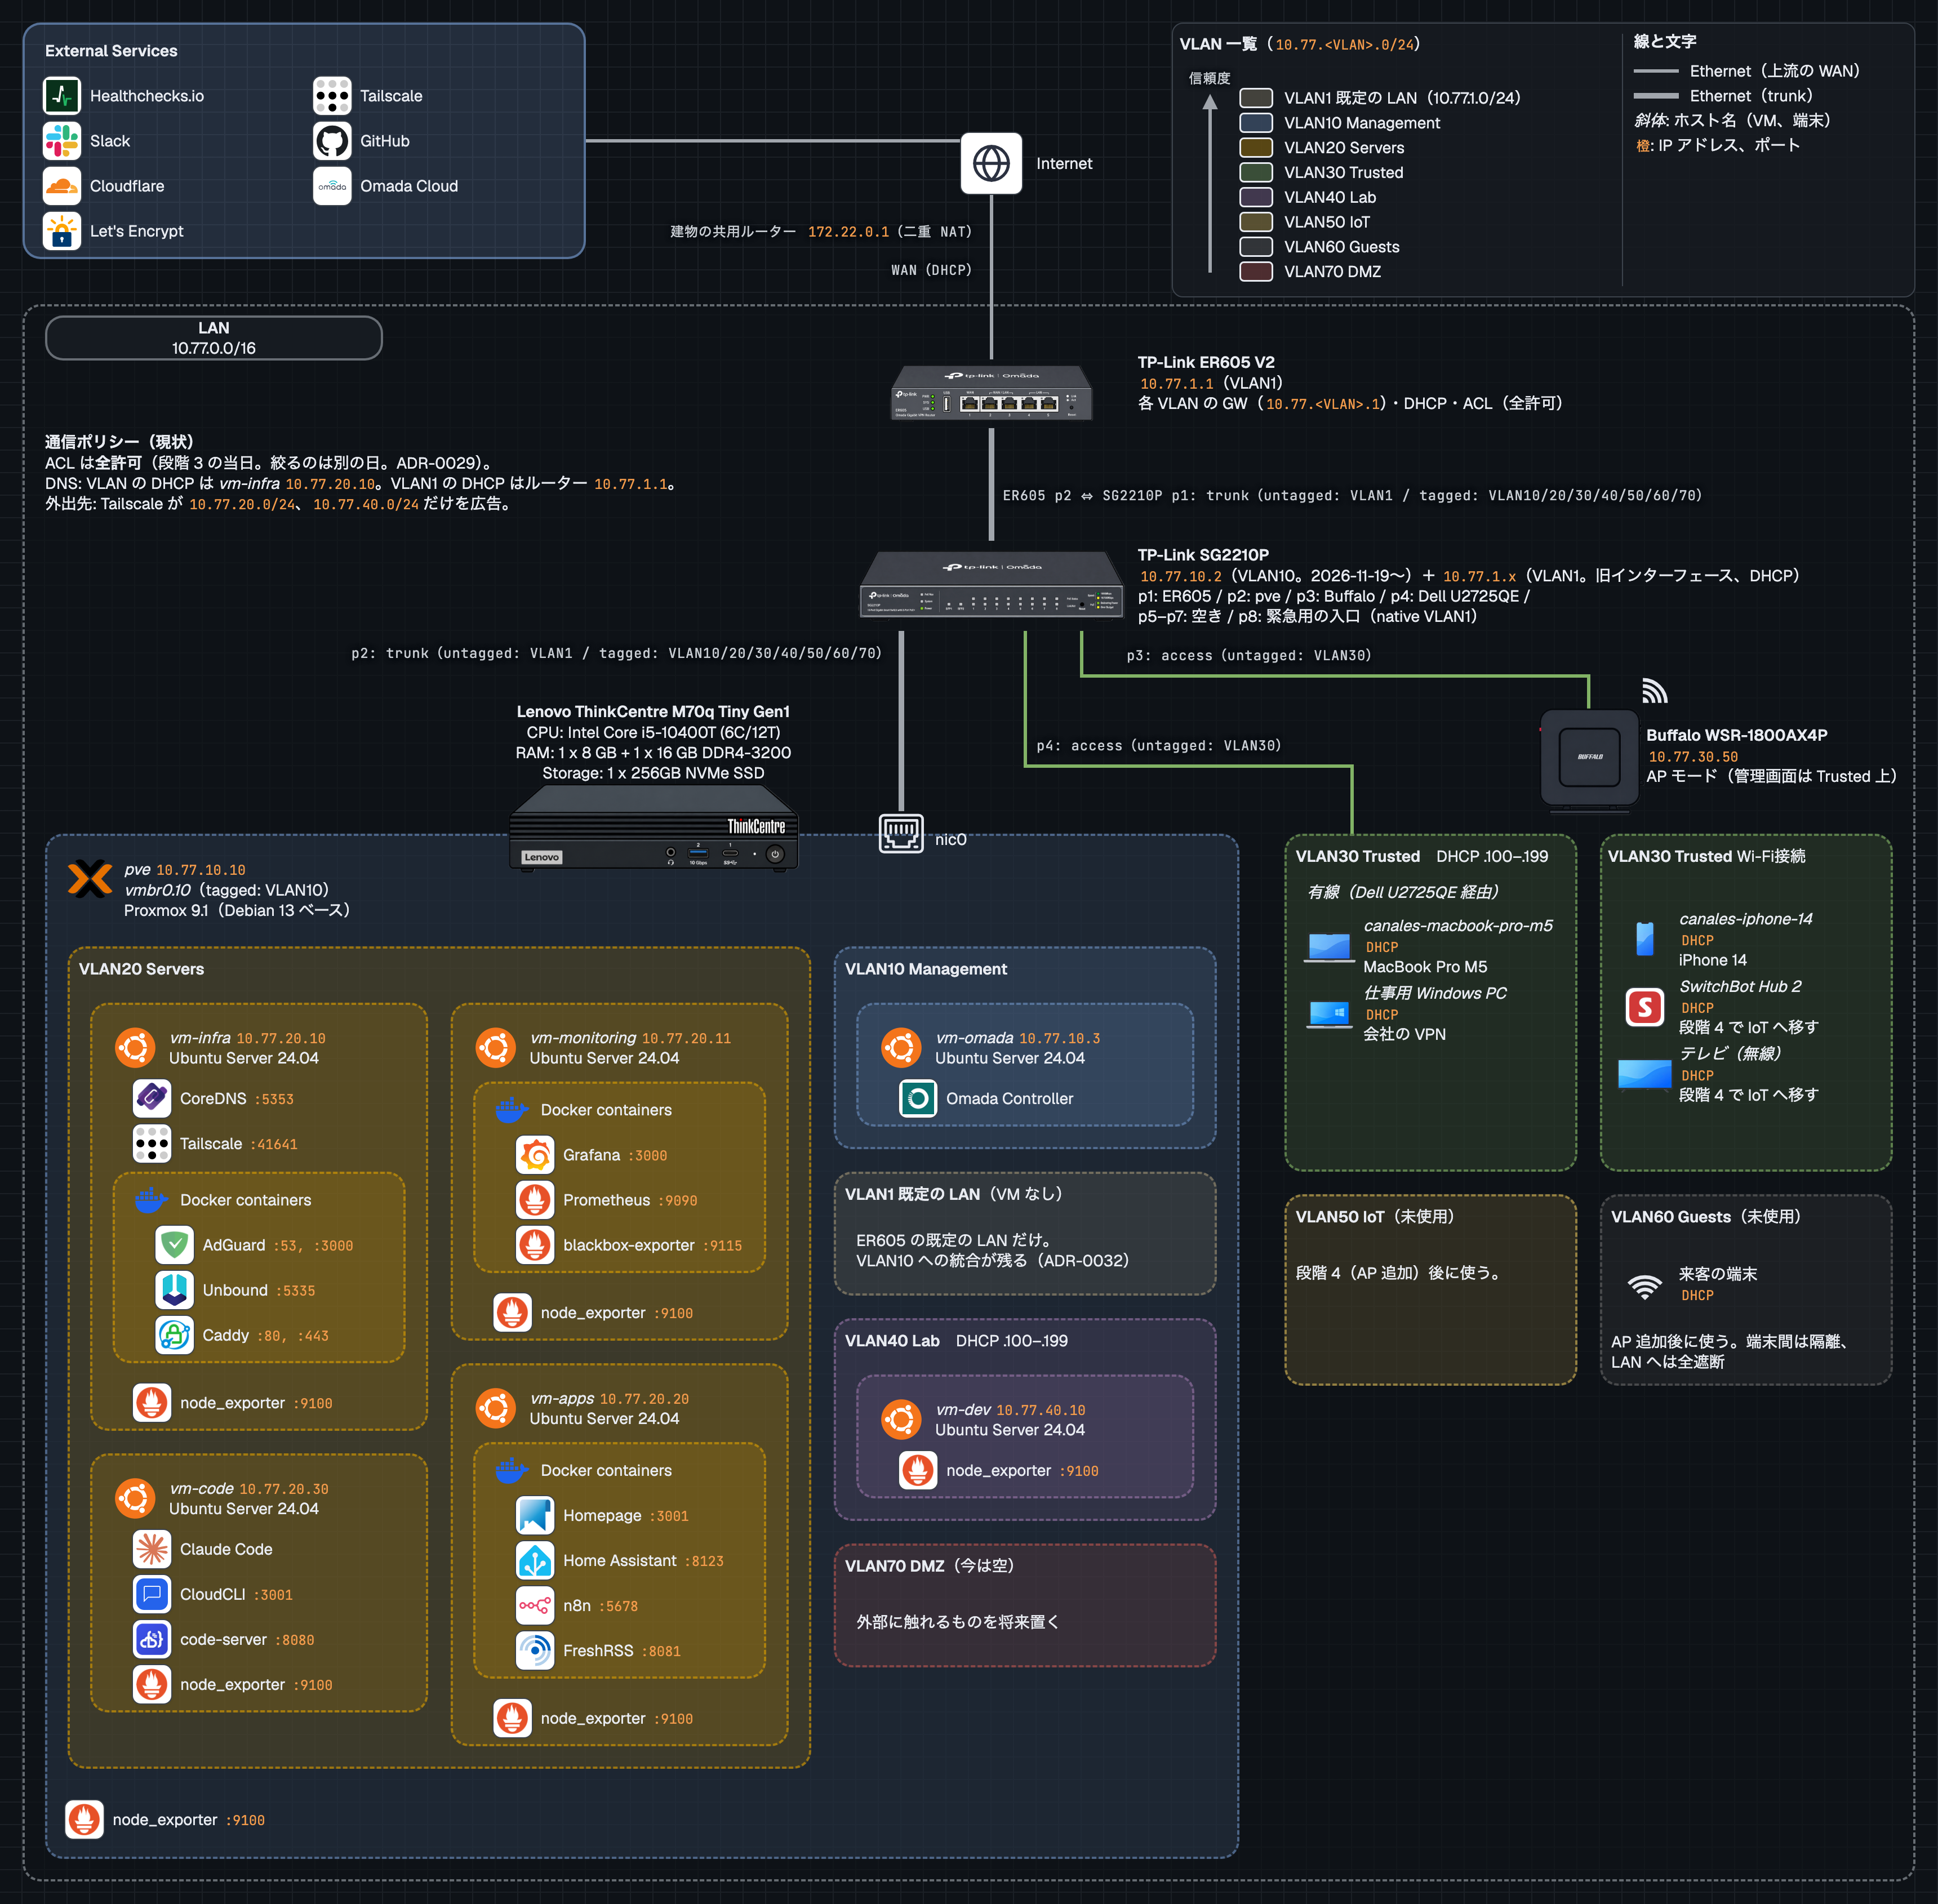 External Services
Healthchecks.io
Tailscale
Slack
GitHub
Cloudflare
omada
Omada Cloud
Let's Encrypt
Internet
建物の共用ルーター 172.22.0.1（二重 NAT）
WAN（DHCP）
VLAN 一覧（10.77.<VLAN>.0/24）
信頼度
VLAN1 既定の LAN（10.77.1.0/24）
VLAN10 Management
VLAN20 Servers
VLAN30 Trusted
VLAN40 Lab
VLAN50 IoT
VLAN60 Guests
VLAN70 DMZ
線と文字
Ethernet（上流の WAN）
Ethernet（trunk）
斜体: ホスト名（VM、端末）
橙: IP アドレス、ポート
LAN
10.77.0.0/16
tp-link | Omada
TP-Link ER605 V2
10.77.1.1（VLAN1）
各 VLAN の GW（10.77.<VLAN>.1）・DHCP・ACL（全許可）
通信ポリシー（現状）
ACL は全許可（段階 3 の当日。絞るのは別の日。ADR-0029）。
DNS: VLAN の DHCP は vm-infra 10.77.20.10。VLAN1 の DHCP はルーター 10.77.1.1。
外出先: Tailscale が 10.77.20.0/24、10.77.40.0/24 だけを広告。
ER605 p2 ⇔ SG2210P p1: trunk（untagged: VLAN1 / tagged: VLAN10/20/30/40/50/60/70）
tp-link | Omada
TP-Link SG2210P
10.77.10.2（VLAN10。2026-11-19〜）＋ 10.77.1.x（VLAN1。旧インターフェース、DHCP）
p1: ER605 / p2: pve / p3: Buffalo / p4: Dell U2725QE /
p5–p7: 空き / p8: 緊急用の入口（native VLAN1）
p2: trunk（untagged: VLAN1 / tagged: VLAN10/20/30/40/50/60/70）
p3: access（untagged: VLAN30）
p4: access（untagged: VLAN30）
Lenovo ThinkCentre M70q Tiny Gen1
CPU: Intel Core i5-10400T (6C/12T)
RAM: 1 x 8 GB + 1 x 16 GB DDR4-3200
Storage: 1 x 256GB NVMe SSD
ThinkCentre
Lenovo
nic0
BUFFALO
Buffalo WSR-1800AX4P
10.77.30.50
AP モード（管理画面は Trusted 上）
pve 10.77.10.10
vmbr0.10（tagged: VLAN10）
Proxmox 9.1（Debian 13 ベース）
VLAN20 Servers
vm-infra 10.77.20.10
Ubuntu Server 24.04
CoreDNS :5353
Tailscale :41641
Docker containers
AdGuard :53, :3000
Unbound :5335
Caddy :80, :443
node_exporter :9100
vm-code 10.77.20.30
Ubuntu Server 24.04
Claude Code
CloudCLI :3001
code-server :8080
node_exporter :9100
vm-monitoring 10.77.20.11
Ubuntu Server 24.04
Docker containers
Grafana :3000
Prometheus :9090
blackbox-exporter :9115
node_exporter :9100
vm-apps 10.77.20.20
Ubuntu Server 24.04
Docker containers
Homepage :3001
Home Assistant :8123
n8n :5678
FreshRSS :8081
node_exporter :9100
VLAN10 Management
vm-omada 10.77.10.3
Ubuntu Server 24.04
Omada Controller
VLAN1 既定の LAN（VM なし）
ER605 の既定の LAN だけ。
VLAN10 への統合が残る（ADR-0032）
VLAN40 Lab DHCP .100–.199
vm-dev 10.77.40.10
Ubuntu Server 24.04
node_exporter :9100
VLAN70 DMZ（今は空）
外部に触れるものを将来置く
node_exporter :9100
VLAN30 Trusted DHCP .100–.199
有線（Dell U2725QE 経由）
canales-macbook-pro-m5
DHCP
MacBook Pro M5
仕事用 Windows PC
DHCP
会社の VPN
VLAN30 Trusted Wi-Fi接続
canales-iphone-14
DHCP
iPhone 14
SwitchBot Hub 2
DHCP
段階 4 で IoT へ移す
テレビ（無線）
DHCP
段階 4 で IoT へ移す
VLAN50 IoT（未使用）
段階 4（AP 追加）後に使う。
VLAN60 Guests（未使用）
来客の端末
DHCP
AP 追加後に使う。端末間は隔離、
LAN へは全遮断